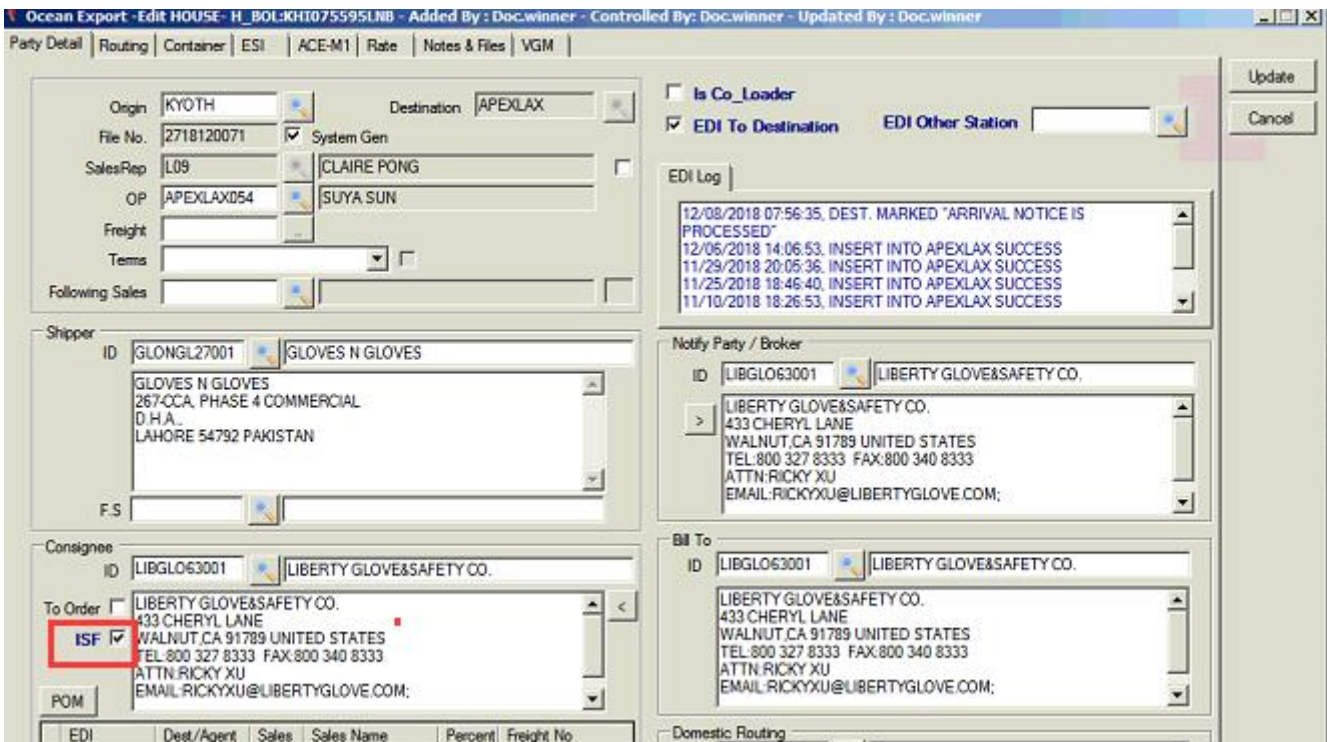 Ocean Export -Edit HOUSE- H_BOL:KHI075595LNB - Added By : Doc.winner - Controlled By: Doc.winner - Updated By : Doc.winner
Party Detail Routing Container ESI ACE-M1 Rate Notes & Files VGM
Update
Cancel
Origin KYOTH Destination APEXLAX
File No. 2718120071 System Gen
SalesRep L09 CLAIRE PONG
OP APEXLAX054 SUYA SUN
Freight ..
Terms
Following Sales
Is Co_Loader
EDI To Destination EDI Other Station
EDI Log
12/08/2018 07:56:35, DEST. MARKED "ARRIVAL NOTICE IS
PROCESSED"
12/06/2018 14:06:53, INSERT INTO APEXLAX SUCCESS
11/29/2018 20:05:36, INSERT INTO APEXLAX SUCCESS
11/25/2018 18:46:40, INSERT INTO APEXLAX SUCCESS
11/10/2018 18:26:53, INSERT INTO APEXLAX SUCCESS
Shipper
ID GLONGL27001 GLOVES N GLOVES
GLOVES N GLOVES
267-CCA, PHASE 4 COMMERCIAL
D.H.A.,
LAHORE 54792 PAKISTAN
F.S
Notify Party / Broker
ID LIBGLO63001 LIBERTY GLOVE&SAFETY CO.
>
LIBERTY GLOVE&SAFETY CO.
433 CHERYL LANE
WALNUT,CA 91789 UNITED STATES
TEL:800 327 8333 FAX:800 340 8333
ATTN:RICKY XU
EMAIL:RICKYXU@LIBERTYGLOVE.COM;
Consignee
ID LIBGLO63001 LIBERTY GLOVE&SAFETY CO.
To Order LIBERTY GLOVE&SAFETY CO. <
433 CHERYL LANE
ISF WALNUT,CA 91789 UNITED STATES
TEL:800 327 8333 FAX:800 340 8333
ATTN:RICKY XU
POM EMAIL:RICKYXU@LIBERTYGLOVE.COM;
Bill To
ID LIBGLO63001 LIBERTY GLOVE&SAFETY CO.
LIBERTY GLOVE&SAFETY CO.
433 CHERYL LANE
WALNUT,CA 91789 UNITED STATES
TEL:800 327 8333 FAX:800 340 8333
ATTN:RICKY XU
EMAIL:RICKYXU@LIBERTYGLOVE.COM;
EDI Dest/Agent Sales Sales Name Percent Freight No
Domestic Routing